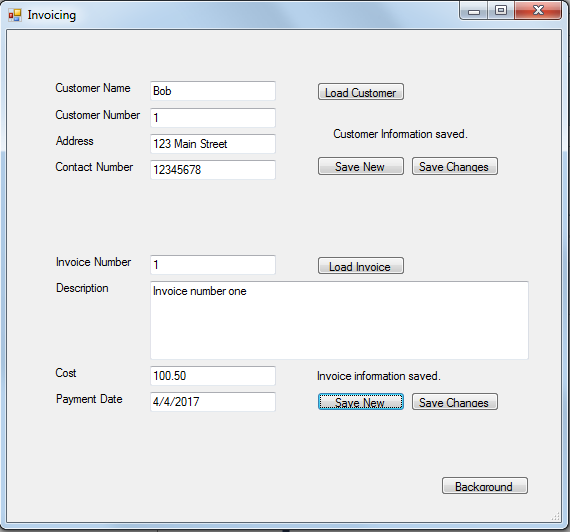 Invoicing
Customer Name Bob Load Customer
Customer Number 1
Customer Information saved.
Address 123 Main Street
Contact Number 12345678 Save New Save Changes
Invoice Number 1 Load Invoice
Description Invoice number one
Cost 100.50 Invoice information saved.
Payment Date 4/4/2017 Save New Save Changes
Background